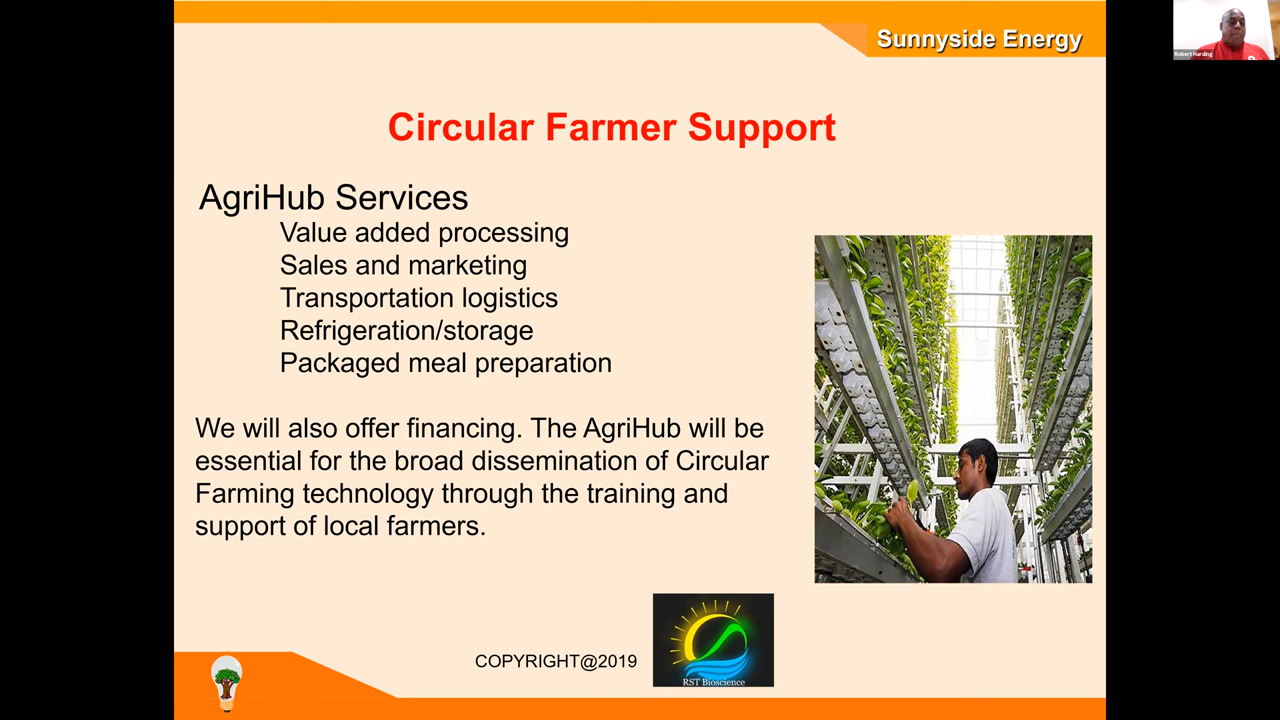 Sunnyside Energy
Robert Harding
Circular Farmer Support
AgriHub Services
Value added processing
Sales and marketing
Transportation logistics
Refrigeration/storage
Packaged meal preparation
We will also offer financing. The AgriHub will be
essential for the broad dissemination of Circular
Farming technology through the training and
support of local farmers.
COPYRIGHT@2019
RST Bioscience